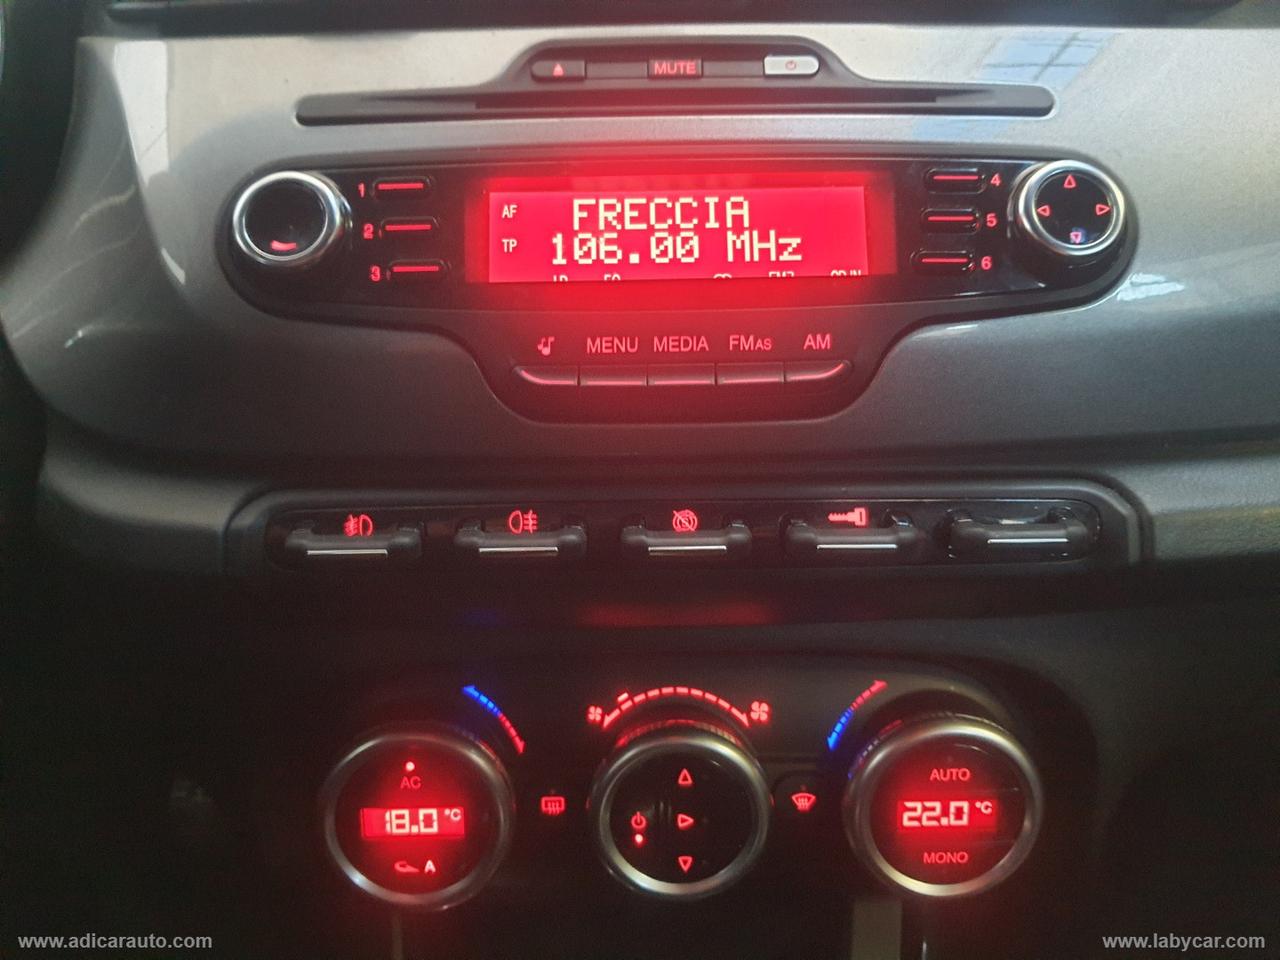 MUTE
1
2
3
AF
FRECCIA
TP
106.00 MHz
4
5
6
MENU MEDIA FMAS AM
AC
18.0 °C
A
AUTO
22.0 °C
MONO
www.adicarauto.com
www.labycar.com